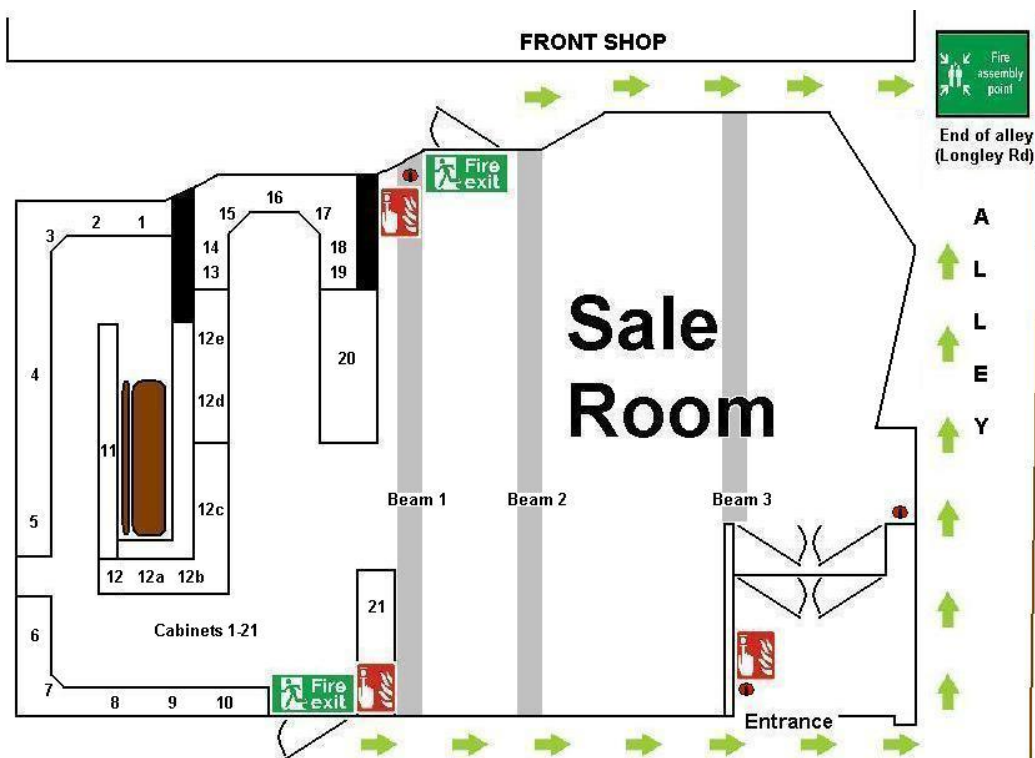 FRONT SHOP
Fire
assembly
point
End of alley
(Longley Rd)
Fire
exit
16
15
17
2
1
3
14
18
13
19
A
L
L
E
Y
Sale
Room
12e
20
4
12d
11
Beam 1
Beam 2
Beam 3
12c
5
12
12a
12b
21
6
Cabinets 1-21
7
8
9
10
Fire
exit
Entrance